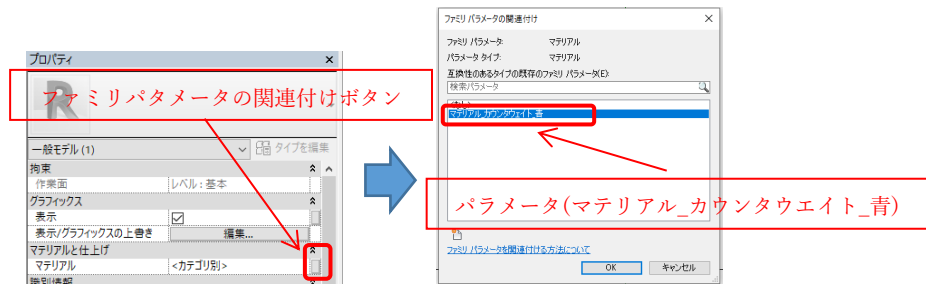 プロパティ
ファミリパタメータの関連付けボタン
一般モデル (1)
タイプを編集
拘束
作業面
レベル : 基本
グラフィックス
表示
表示/グラフィックスの上書き
編集...
マテリアルと仕上げ
マテリアル
<カテゴリ別>
識別情報
ファミリ パラメータの関連付け
ファミリ パラメータ:
マテリアル
パラメータ タイプ:
マテリアル
互換性のあるタイプの既存のファミリ パラメータ(E):
検索パラメータ
マテリアル_カウンタウェイト_青
パラメータ(マテリアル_カウンタウエイト_青)
ファミリ パラメータを関連付ける方法について
OK
キャンセル